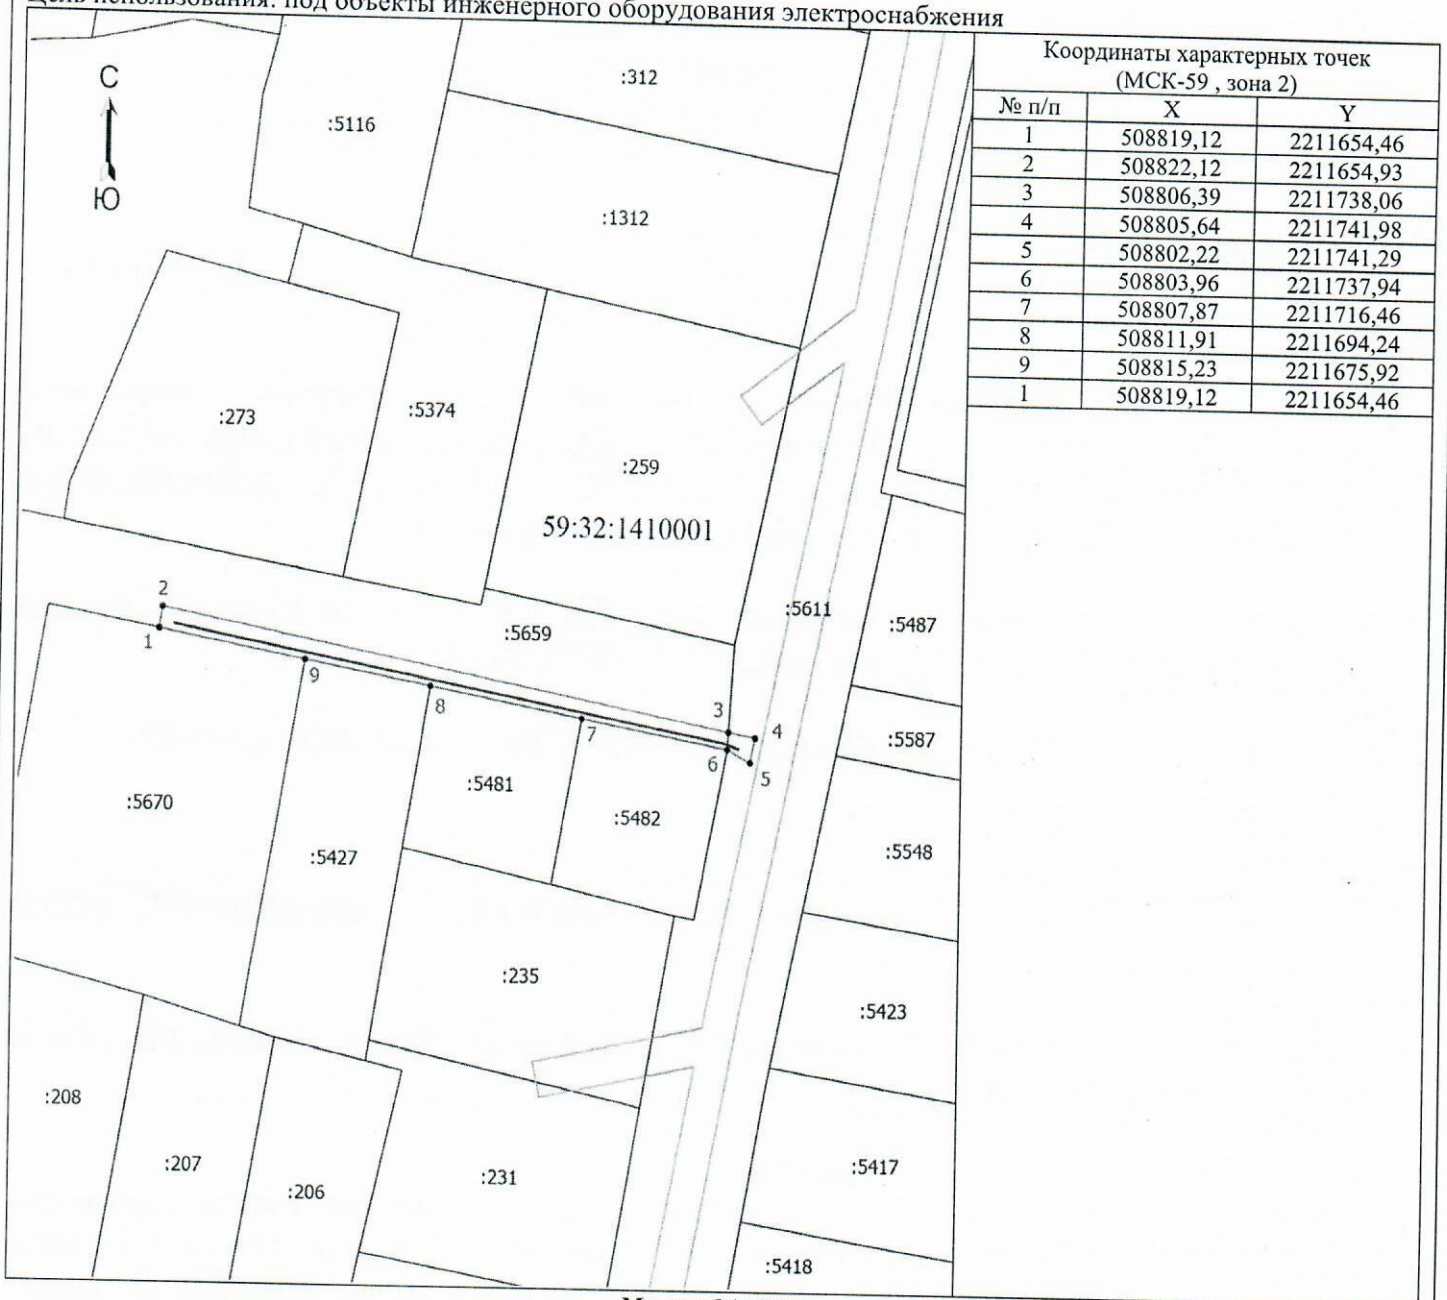 Цель использования: под объекты инженерного оборудования электроснабжения
Координаты характерных точек
(МСК-59 , зона 2)
№ п/п X Y
1 508819,12 2211654,46
2 508822,12 2211654,93
3 508806,39 2211738,06
4 508805,64 2211741,98
5 508802,22 2211741,29
6 508803,96 2211737,94
7 508807,87 2211716,46
8 508811,91 2211694,24
9 508815,23 2211675,92
1 508819,12 2211654,46
С
Ю
:312
:5116
:1312
:273
:5374
:259
59:32:1410001
2
1
:5659
:5611
:5487
9
8
7
3
4
6
5
:5587
:5670
:5481
:5482
:5427
:5548
:235
:5423
:208
:207
:206
:231
:5417
:5418